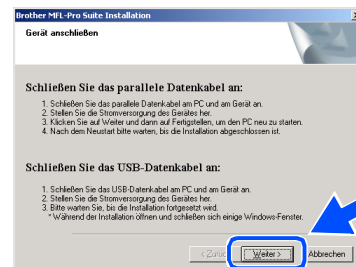 Brother MFL-Pro Suite Installation
Gerät anschließen
Schließen Sie das parallele Datenkabel an:
1. Schließen Sie das parallele Datenkabel am PC und am Gerät an.
2. Stellen Sie die Stromversorgung des Gerätes her.
3. Klicken Sie auf Weiter und dann auf Fertigstellen, um den PC neu zu starten.
4. Nach dem Neustart bitte warten, bis die Installation abgeschlossen ist.
Schließen Sie das USB-Datenkabel an:
1. Schließen Sie das USB-Datenkabel am PC und am Gerät an.
2. Stellen Sie die Stromversorgung des Gerätes her.
3. Bitte warten Sie, bis die Installation fortgesetzt wird.
*Während der Installation öffnen und schließen sich einige Windows-Fenster.
< Zurück Weiter > Abbrechen